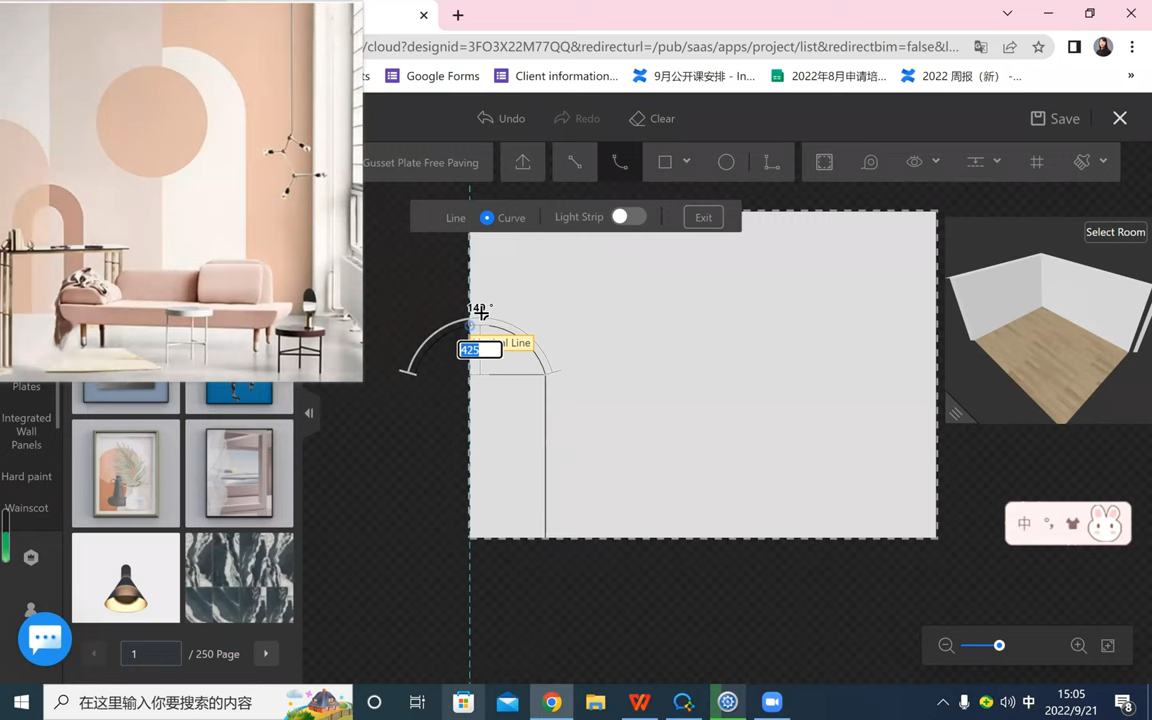 /cloud?designid=3FO3X22M77QQ&redirecturl=/pub/saas/apps/project/list&redirectbim=false&l...
ts
Google Forms
Client information...
9月公开课安排 - In...
2022年8月申请培...
2022 周报（新） -...
»
Undo
Redo
Clear
Save
Gusset Plate Free Paving
Line
Curve
Light Strip
Exit
Select Room
Line
425
Plates
Integrated
Wall
Panels
Hard paint
Wainscot
中
1
/ 250 Page
在这里输入你要搜索的内容
中
15:05
2022/9/21
8